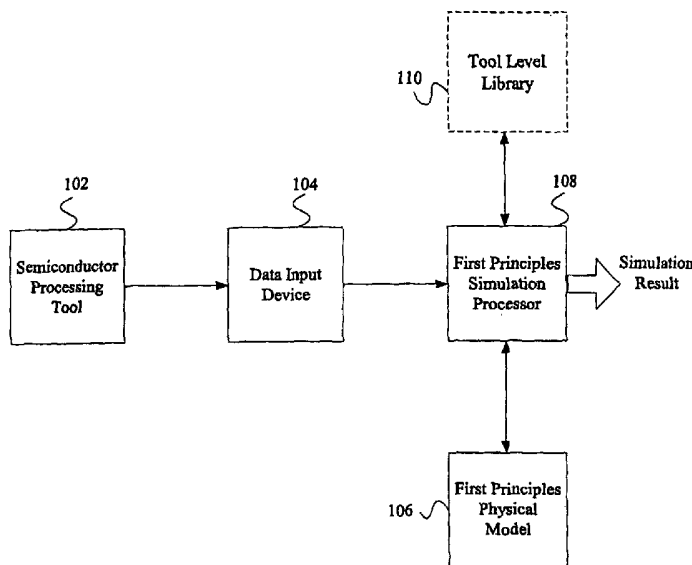 Tool Level
Library
110
102
104
108
Semiconductor
Processing
Tool
Data Input
Device
First Principles
Simulation
Processor
Simulation
Result
First Principles
Physical
Model
106